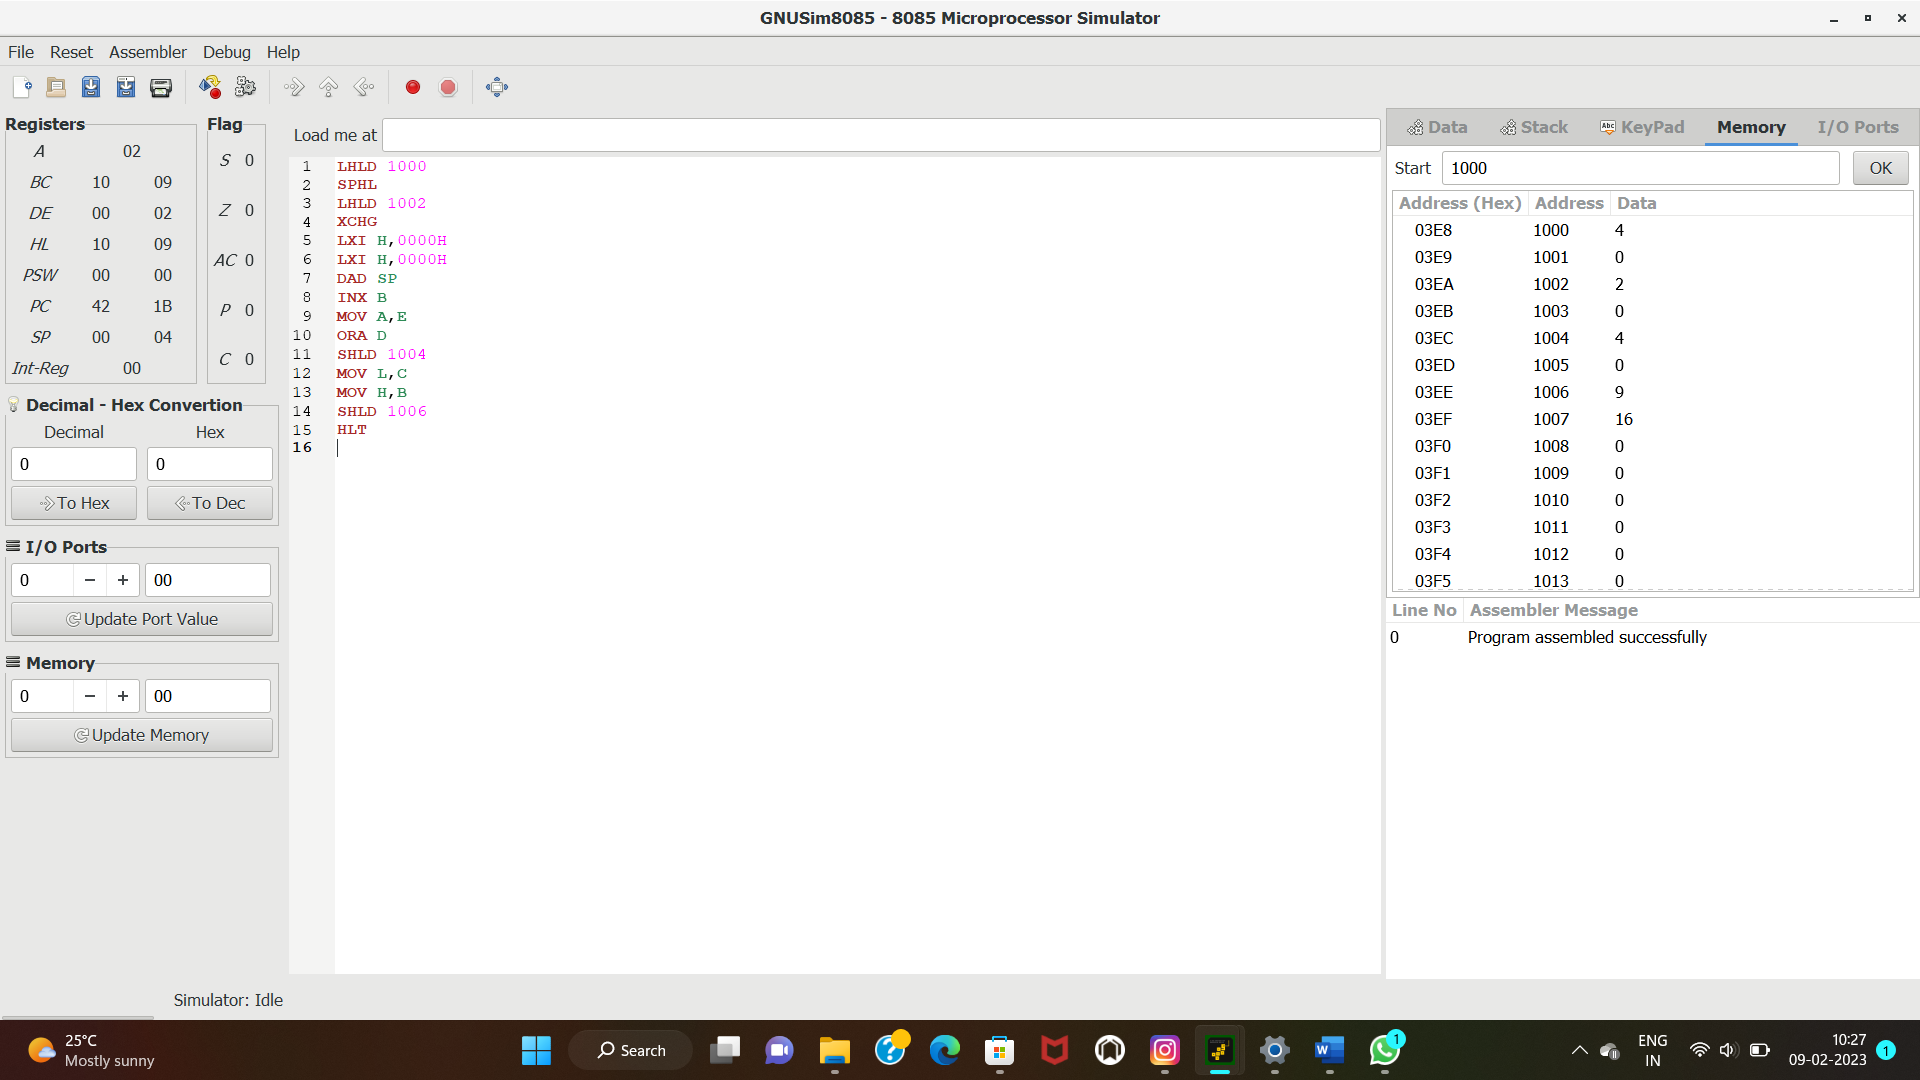 GNUSim8085 - 8085 Microprocessor Simulator
File Reset Assembler Debug Help
Registers
A 02
BC 10 09
DE 00 02
HL 10 09
PSW 00 00
PC 42 1B
SP 00 04
Int-Reg 00
Flag
S 0
Z 0
AC 0
P 0
C 0
Decimal - Hex Convertion
Decimal Hex
0 0
To Hex To Dec
I/O Ports
0 − + 00
Update Port Value
Memory
0 − + 00
Update Memory
Load me at
1 LHLD 1000
2 SPHL
3 LHLD 1002
4 XCHG
5 LXI H,0000H
6 LXI H,0000H
7 DAD SP
8 INX B
9 MOV A,E
10 ORA D
11 SHLD 1004
12 MOV L,C
13 MOV H,B
14 SHLD 1006
15 HLT
16
Data Stack Abc KeyPad Memory I/O Ports
Start 1000 OK
Address (Hex) Address Data
03E8 1000 4
03E9 1001 0
03EA 1002 2
03EB 1003 0
03EC 1004 4
03ED 1005 0
03EE 1006 9
03EF 1007 16
03F0 1008 0
03F1 1009 0
03F2 1010 0
03F3 1011 0
03F4 1012 0
03F5 1013 0
Line No Assembler Message
0 Program assembled successfully
Simulator: Idle
25°C
Mostly sunny
Search
W
1
ENG
IN
10:27
09-02-2023
1